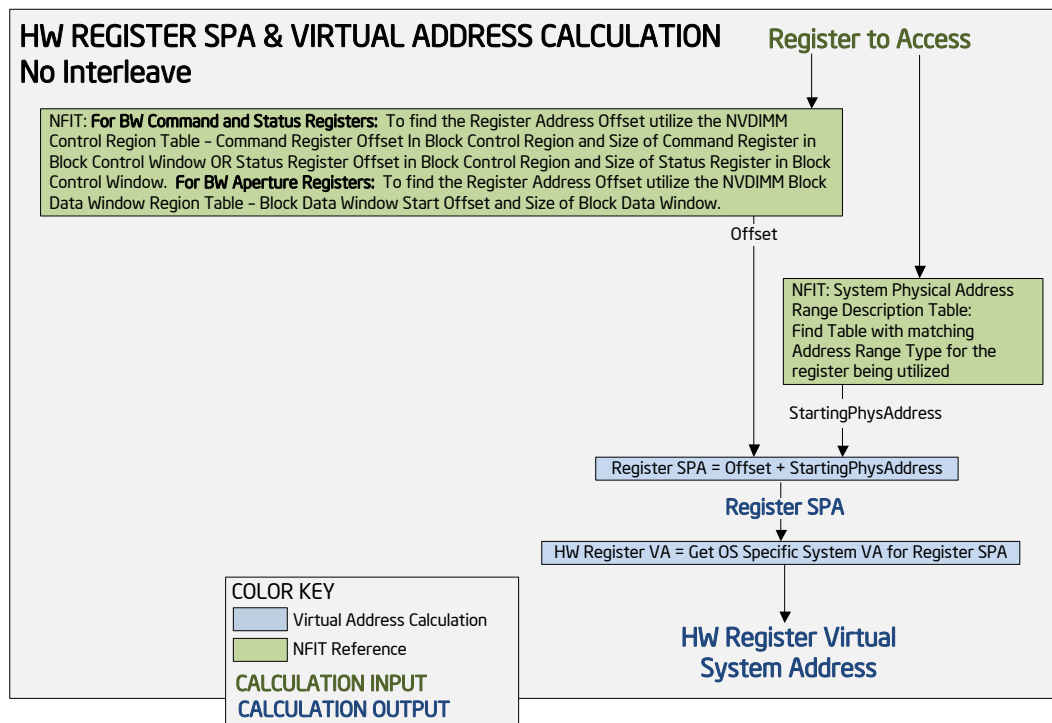 HW REGISTER SPA & VIRTUAL ADDRESS CALCULATION
No Interleave
Register to Access
NFIT: For BW Command and Status Registers: To find the Register Address Offset utilize the NVDIMM
Control Region Table – Command Register Offset In Block Control Region and Size of Command Register in
Block Control Window OR Status Register Offset in Block Control Region and Size of Status Register in Block
Control Window. For BW Aperture Registers: To find the Register Address Offset utilize the NVDIMM Block
Data Window Region Table – Block Data Window Start Offset and Size of Block Data Window.
Offset
NFIT: System Physical Address
Range Description Table:
Find Table with matching
Address Range Type for the
register being utilized
StartingPhysAddress
Register SPA = Offset + StartingPhysAddress
Register SPA
HW Register VA = Get OS Specific System VA for Register SPA
HW Register Virtual
System Address
COLOR KEY
Virtual Address Calculation
NFIT Reference
CALCULATION INPUT
CALCULATION OUTPUT